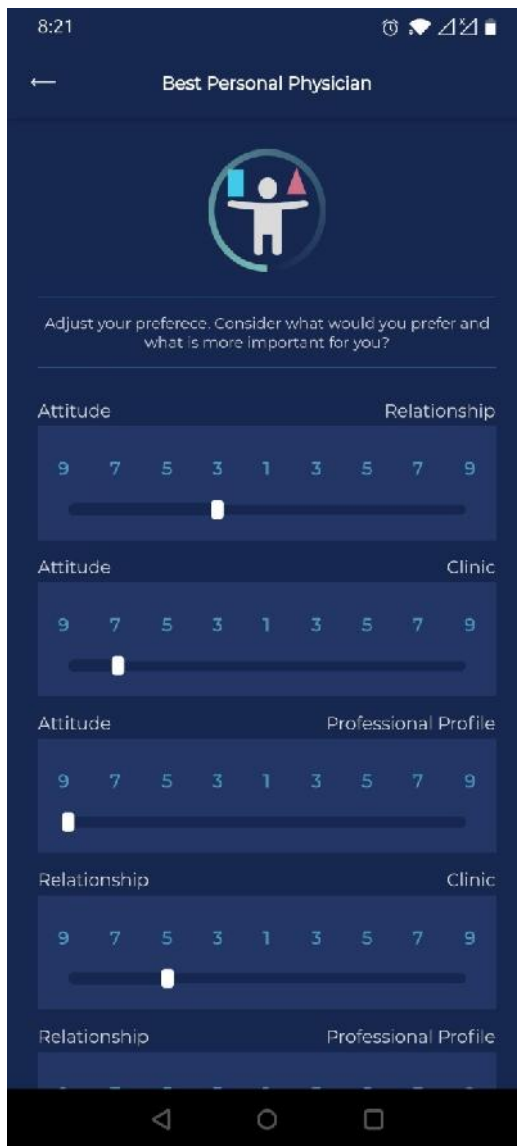 8:21
Best Personal Physician
Adjust your preferece. Consider what would you prefer and
what is more important for you?
Attitude Relationship
9 7 5 3 1 3 5 7 9
Attitude Clinic
9 7 5 3 1 3 5 7 9
Attitude Professional Profile
9 7 5 3 1 3 5 7 9
Relationship Clinic
9 7 5 3 1 3 5 7 9
Relationship Professional Profile